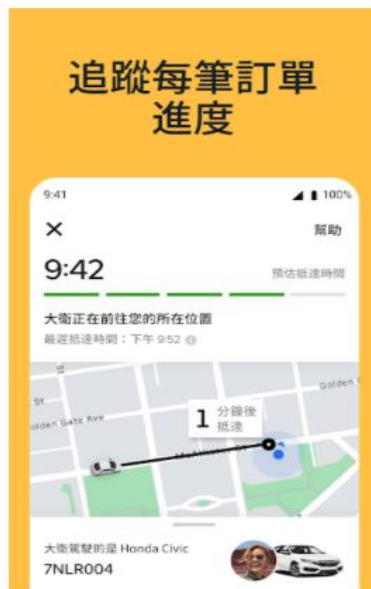 追蹤每筆訂單
進度
9:41
100%
幫助
9:42
預估抵達時間
大衛正在前往您的所在位置
最遲抵達時間：下午 9:52
St
Golden Gate Ave
Golden G
1 分鐘後
抵達
McAllister St
大衛駕駛的是 Honda Civic
7NLR004